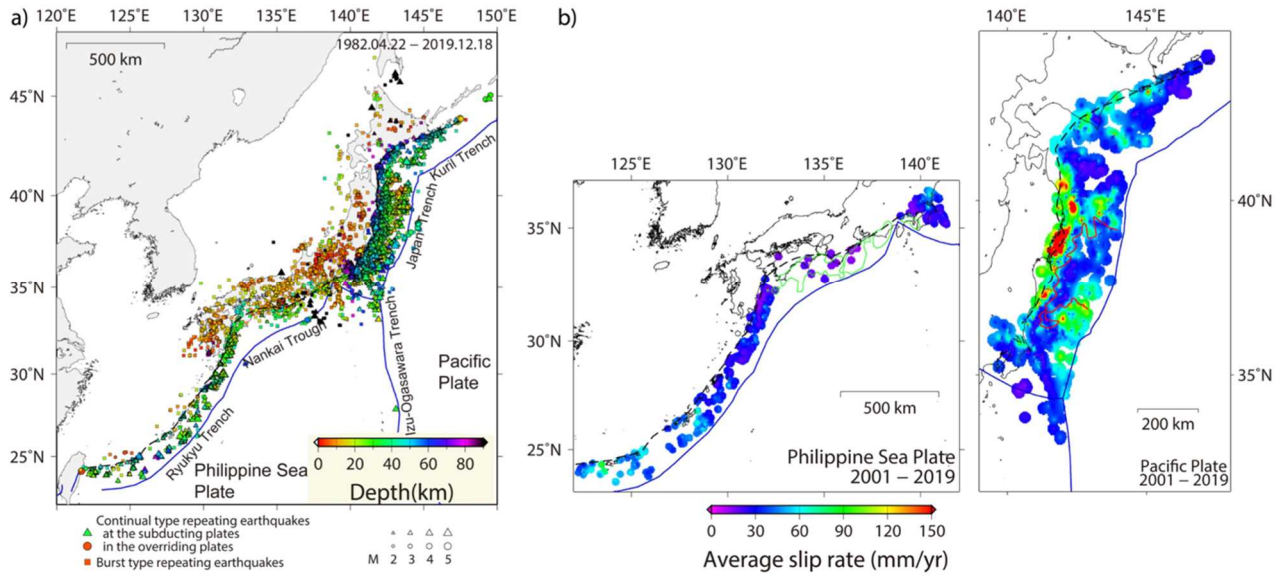 a)
120°E 125°E 130°E 135°E 140°E 145°E 150°E
1982.04.22 – 2019.12.18
500 km
45°N
40°N
35°N
30°N
25°N
Kuril Trench
Japan Trench
Izu-Ogasawara Trench
Nankai Trough
Ryukyu Trench
Pacific
Plate
Philippine Sea
Plate
0 20 40 60 80
Depth(km)
Continual type repeating earthquakes
at the subducting plates
in the overriding plates
Burst type repeating earthquakes
M 2 3 4 5
b)
125°E 130°E 135°E 140°E
35°N
30°N
25°N
500 km
Philippine Sea Plate
2001 – 2019
140°E 145°E
40°N
35°N
200 km
Pacific Plate
2001 – 2019
0 30 60 90 120 150
Average slip rate (mm/yr)